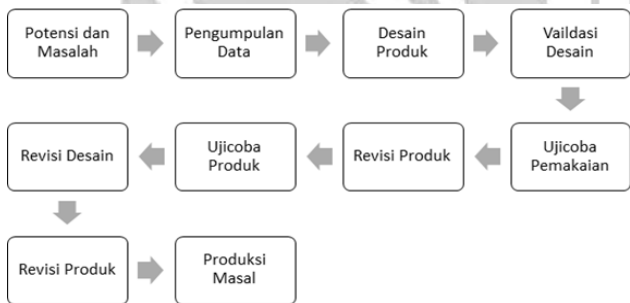 Potensi dan
Masalah
Pengumpulan
Data
Desain
Produk
Vaildasi
Desain
Ujicoba
Pemakaian
Revisi Produk
Ujicoba
Produk
Revisi Desain
Revisi Produk
Produksi
Masal